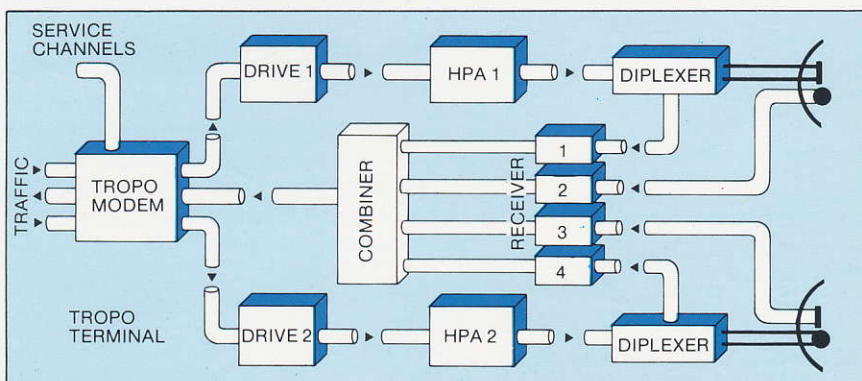 SERVICE
CHANNELS
DRIVE 1
HPA 1
DIPLEXER
TRAFFIC
TROPO
MODEM
COMBINER
RECEIVER
1
2
3
4
TROPO
TERMINAL
DRIVE 2
HPA 2
DIPLEXER